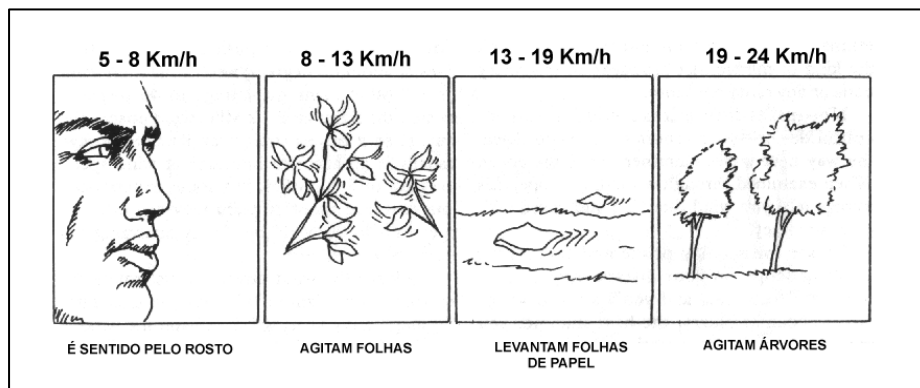 5 - 8 Km/h
8 - 13 Km/h
13 - 19 Km/h
19 - 24 Km/h
É SENTIDO PELO ROSTO
AGITAM FOLHAS
LEVANTAM FOLHAS
DE PAPEL
AGITAM ÁRVORES